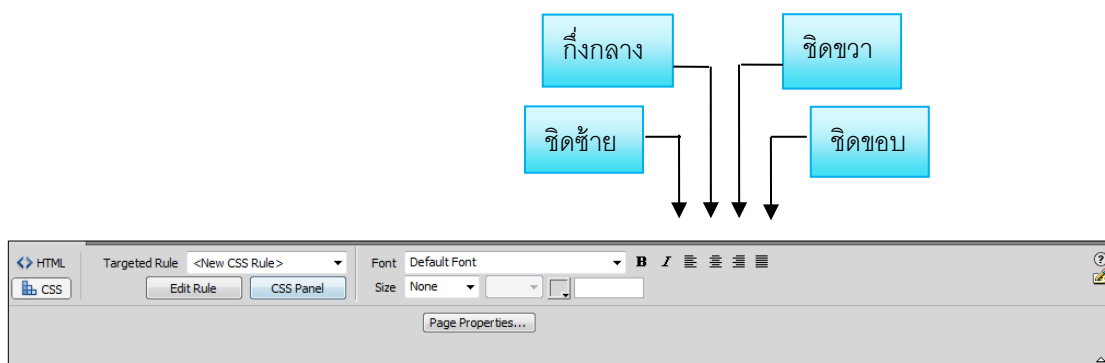 กึ่งกลาง
ชิดขวา
ชิดซ้าย
ชิดขอบ
<> HTML Targeted Rule <New CSS Rule> Font Default Font B I
CSS Edit Rule CSS Panel Size None
Page Properties...